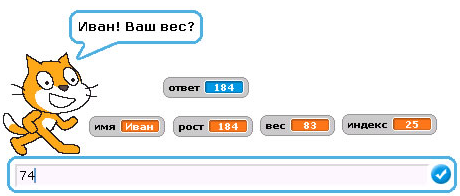 Иван! Ваш вес?
ответ 184
имя Иван рост 184 вес 83 индекс 25
74